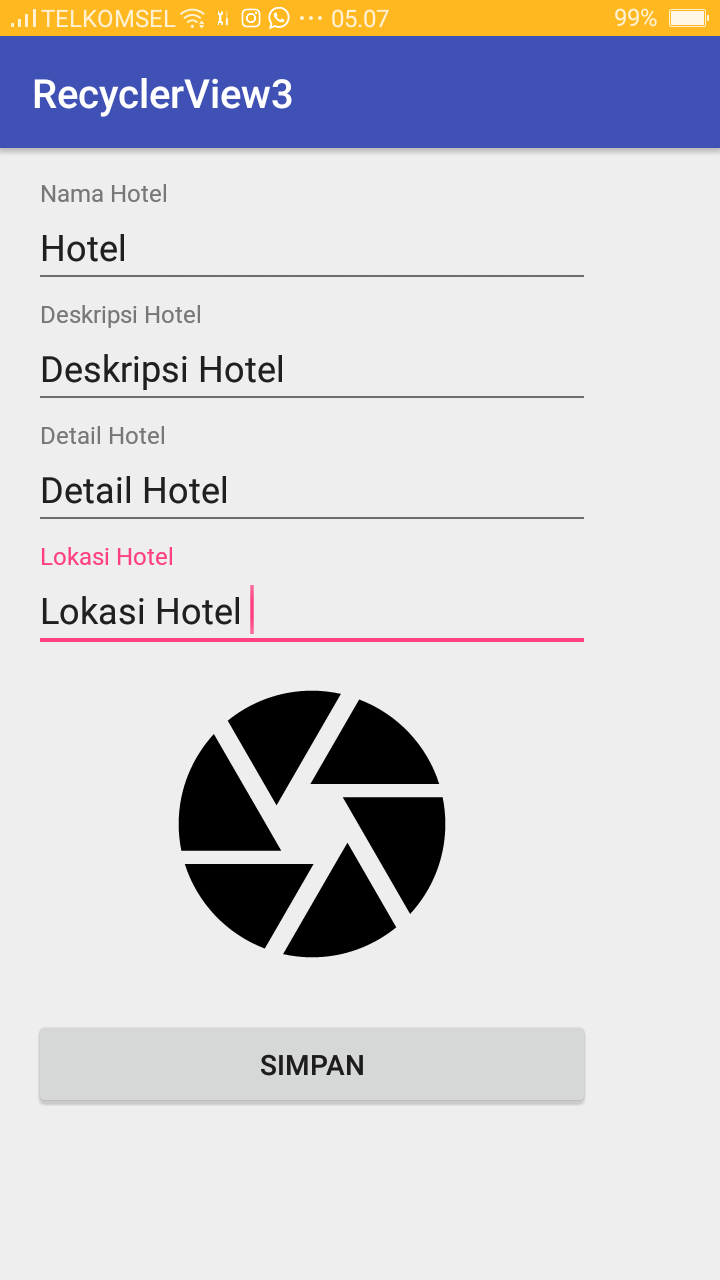 TELKOMSEL ··· 05.07 99%
RecyclerView3
Nama Hotel
Hotel
Deskripsi Hotel
Deskripsi Hotel
Detail Hotel
Detail Hotel
Lokasi Hotel
Lokasi Hotel
SIMPAN